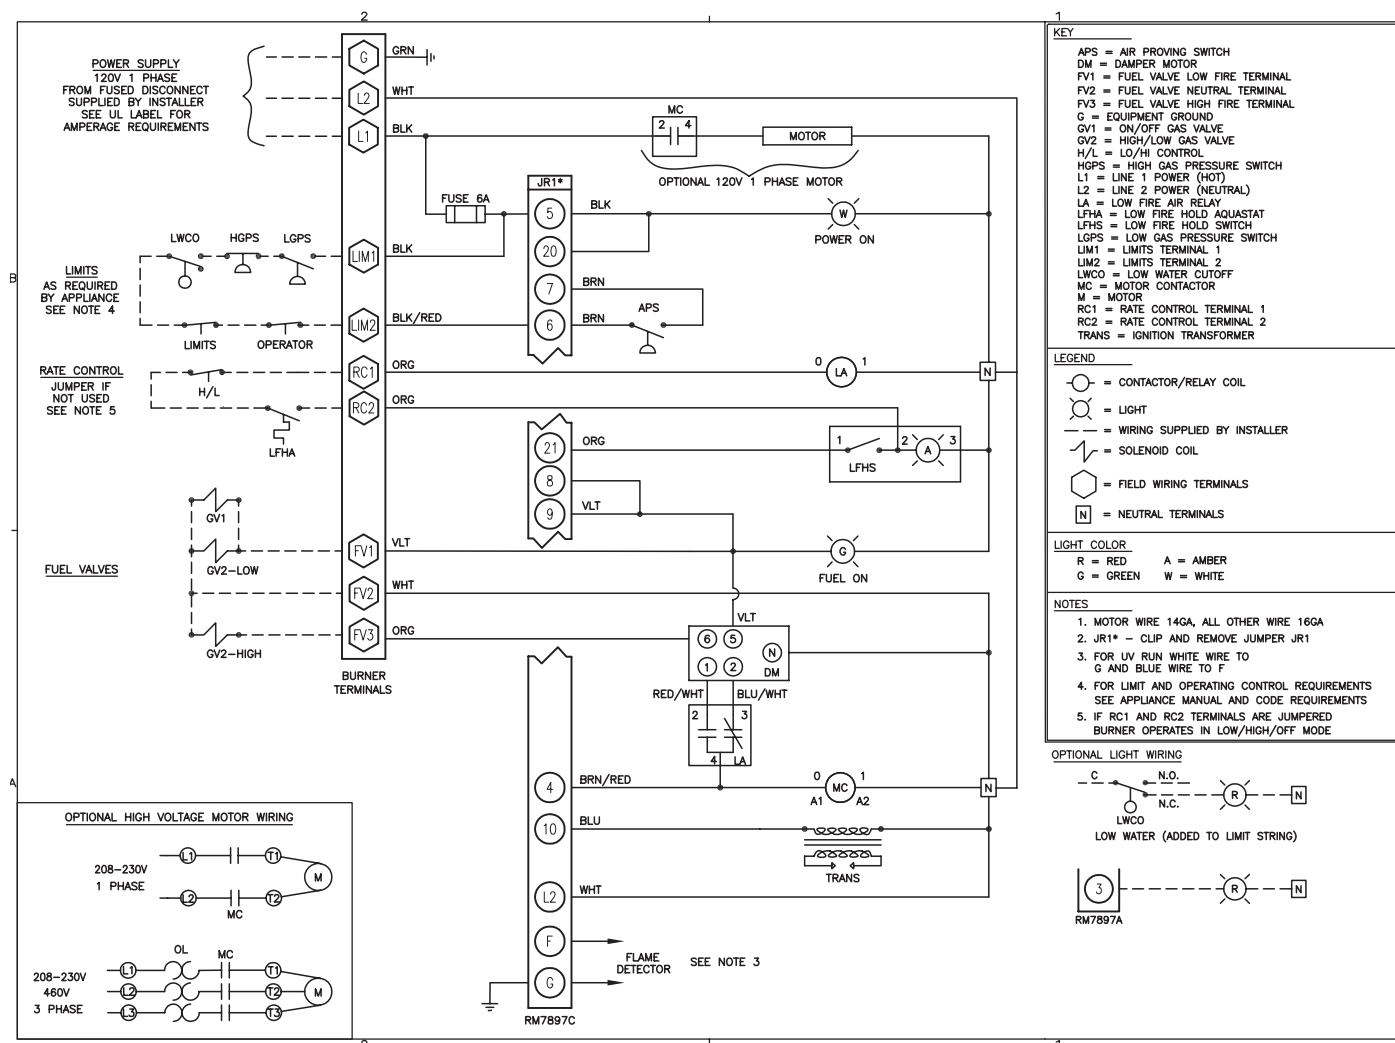 2
1
POWER SUPPLY
120V 1 PHASE
FROM FUSED DISCONNECT
SUPPLIED BY INSTALLER
SEE UL LABEL FOR
AMPERAGE REQUIREMENTS
G
GRN
L2
WHT
L1
BLK
MC
2 4
MOTOR
OPTIONAL 120V 1 PHASE MOTOR
JR1*
FUSE 6A
5
BLK
W
POWER ON
20
B
LIMITS
AS REQUIRED
BY APPLIANCE
SEE NOTE 4
LWCO
HGPS
LGPS
LIM1
BLK
7
BRN
APS
LIMITS
OPERATOR
LIM2
BLK/RED
6
BRN
RATE CONTROL
JUMPER IF
NOT USED
SEE NOTE 5
H/L
LFHA
RC1
ORG
0
LA
1
N
RC2
ORG
21
ORG
1
2
A
3
LFHS
8
9
VLT
FUEL VALVES
GV1
GV2-LOW
GV2-HIGH
FV1
VLT
G
FUEL ON
FV2
WHT
FV3
ORG
BURNER
TERMINALS
VLT
6
5
N
1
2
DM
RED/WHT
BLU/WHT
2
3
4
LA
A
4
BRN/RED
0
MC
1
A1
A2
N
10
BLU
TRANS
L2
WHT
F
FLAME
DETECTOR
SEE NOTE 3
G
RM7897C
OPTIONAL HIGH VOLTAGE MOTOR WIRING
208-230V
1 PHASE
L1
T1
M
L2
T2
MC
OL
MC
208-230V
460V
3 PHASE
L1
T1
L2
T2
M
L3
T3
KEY
APS = AIR PROVING SWITCH
DM = DAMPER MOTOR
FV1 = FUEL VALVE LOW FIRE TERMINAL
FV2 = FUEL VALVE NEUTRAL TERMINAL
FV3 = FUEL VALVE HIGH FIRE TERMINAL
G = EQUIPMENT GROUND
GV1 = ON/OFF GAS VALVE
GV2 = HIGH/LOW GAS VALVE
H/L = LO/HI CONTROL
HGPS = HIGH GAS PRESSURE SWITCH
L1 = LINE 1 POWER (HOT)
L2 = LINE 2 POWER (NEUTRAL)
LA = LOW FIRE AIR RELAY
LFHA = LOW FIRE HOLD AQUASTAT
LFHS = LOW FIRE HOLD SWITCH
LGPS = LOW GAS PRESSURE SWITCH
LIM1 = LIMITS TERMINAL 1
LIM2 = LIMITS TERMINAL 2
LWCO = LOW WATER CUTOFF
MC = MOTOR CONTACTOR
M = MOTOR
RC1 = RATE CONTROL TERMINAL 1
RC2 = RATE CONTROL TERMINAL 2
TRANS = IGNITION TRANSFORMER
LEGEND
= CONTACTOR/RELAY COIL
= LIGHT
= WIRING SUPPLIED BY INSTALLER
= SOLENOID COIL
= FIELD WIRING TERMINALS
N = NEUTRAL TERMINALS
LIGHT COLOR
R = RED A = AMBER
G = GREEN W = WHITE
NOTES
1. MOTOR WIRE 14GA, ALL OTHER WIRE 16GA
2. JR1* - CLIP AND REMOVE JUMPER JR1
3. FOR UV RUN WHITE WIRE TO
G AND BLUE WIRE TO F
4. FOR LIMIT AND OPERATING CONTROL REQUIREMENTS
SEE APPLIANCE MANUAL AND CODE REQUIREMENTS
5. IF RC1 AND RC2 TERMINALS ARE JUMPERED
BURNER OPERATES IN LOW/HIGH/OFF MODE
OPTIONAL LIGHT WIRING
C
N.O.
N.C.
R
N
LWCO
LOW WATER (ADDED TO LIMIT STRING)
3
R
N
RM7897A